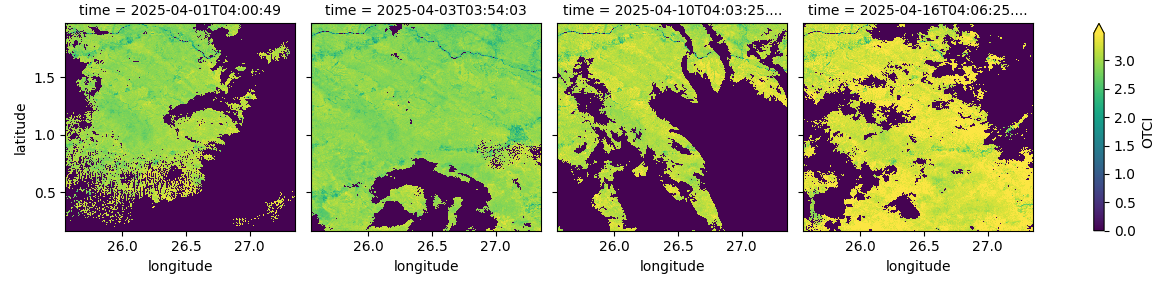 time = 2025-04-01T04:00:49
time = 2025-04-03T03:54:03
time = 2025-04-10T04:03:25....
time = 2025-04-16T04:06:25....
latitude
1.5
1.0
0.5
26.0 26.5 27.0
26.0 26.5 27.0
26.0 26.5 27.0
26.0 26.5 27.0
longitude
longitude
longitude
longitude
3.0
2.5
2.0
1.5
1.0
0.5
0.0
OTCI